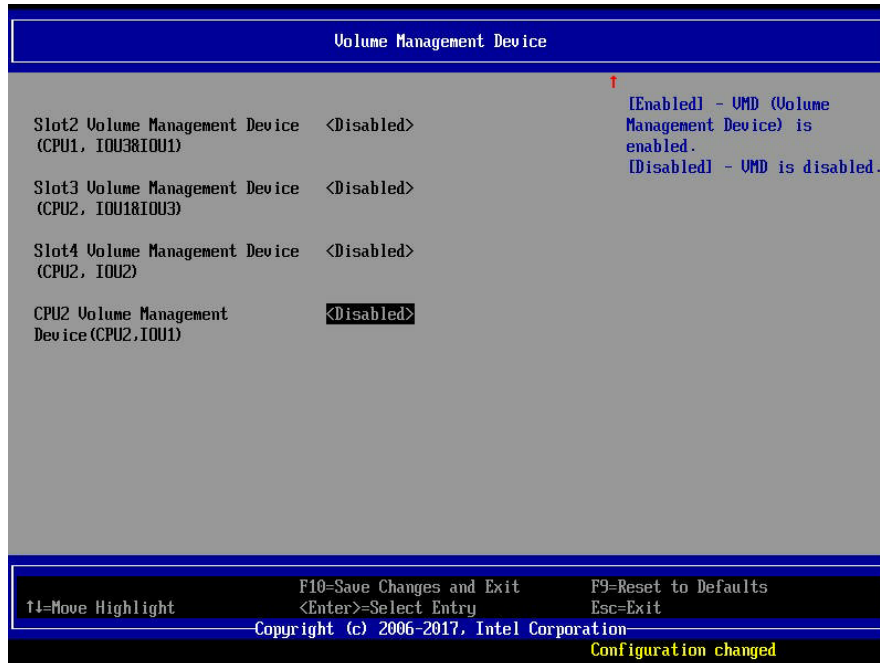 Volume Management Device
↑
Slot2 Volume Management Device <Disabled>
(CPU1, IOU3&IOU1)
Slot3 Volume Management Device <Disabled>
(CPU2, IOU1&IOU3)
Slot4 Volume Management Device <Disabled>
(CPU2, IOU2)
CPU2 Volume Management <Disabled>
Device(CPU2,IOU1)
[Enabled] - VMD (Volume
Management Device) is
enabled.
[Disabled] - VMD is disabled.
F10=Save Changes and Exit F9=Reset to Defaults
↑↓=Move Highlight <Enter>=Select Entry Esc=Exit
Copyright (c) 2006-2017, Intel Corporation
Configuration changed